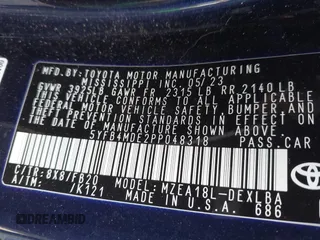 MFD.BY:TOYOTA MOTOR MANUFACTURING
MISSISSIPPI, INC. 05/23
GVWR 3925LB GAWR FR 2315 LB RR 2140LB
THIS VEHICLE CONFORMS TO ALL APPLICABLE
FEDERAL MOTOR VEHICLE SAFETY, BUMPER, AND
THEFT PREVENTION STANDARDS IN EFFECT ON
THE DATE OF MANUFACTURE SHOWN ABOVE.
5YFB4MDE2PP048318 PASS.CAR
C/TR:8X8/FB20 MODEL:MZEA18L-DEXLBA
A/TM: /K121 MADE IN U.S.A.
686
TOYOTA
DREAMBID